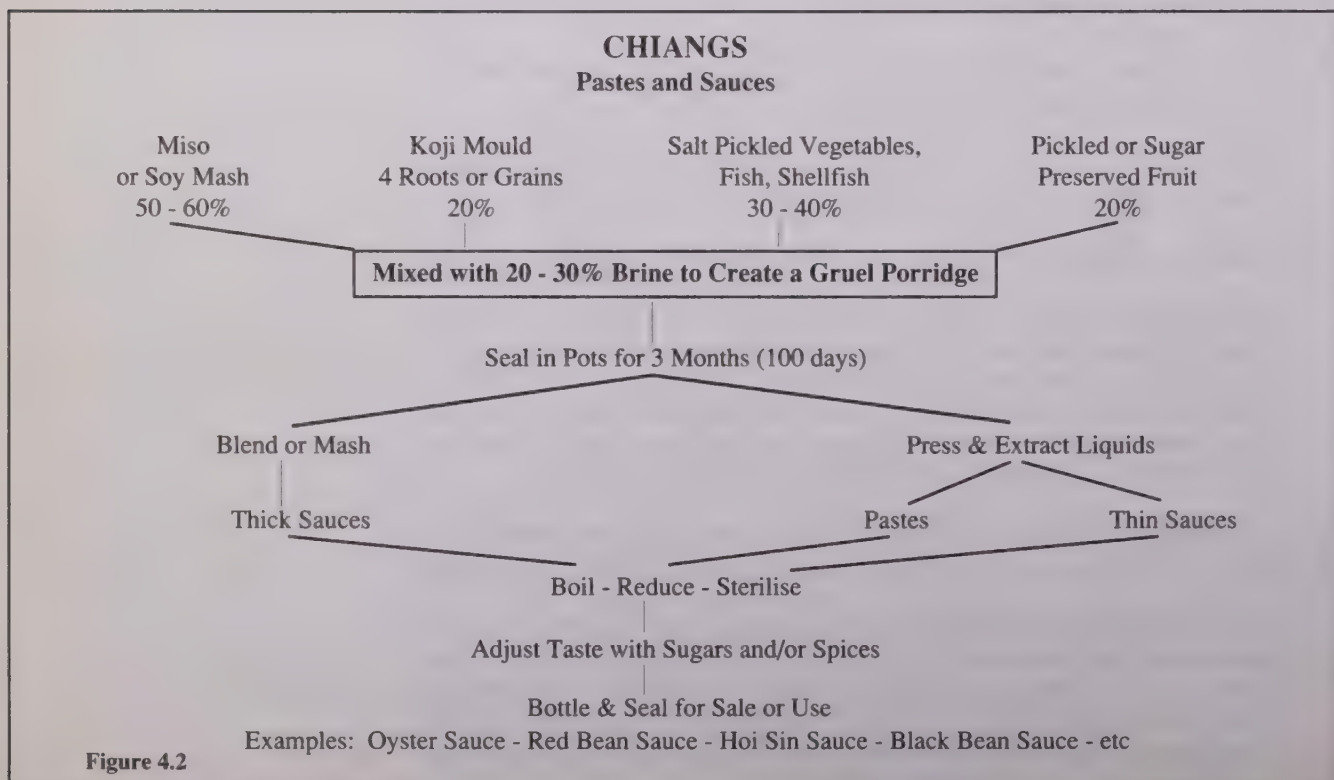 CHIANGS
Pastes and Sauces
Miso
or Soy Mash
50 - 60%
Koji Mould
4 Roots or Grains
20%
Salt Pickled Vegetables,
Fish, Shellfish
30 - 40%
Pickled or Sugar
Preserved Fruit
20%
Mixed with 20 - 30% Brine to Create a Gruel Porridge
Seal in Pots for 3 Months (100 days)
Blend or Mash
Press & Extract Liquids
Thick Sauces
Pastes
Thin Sauces
Boil - Reduce - Sterilise
Adjust Taste with Sugars and/or Spices
Bottle & Seal for Sale or Use
Examples: Oyster Sauce - Red Bean Sauce - Hoi Sin Sauce - Black Bean Sauce - etc
Figure 4.2